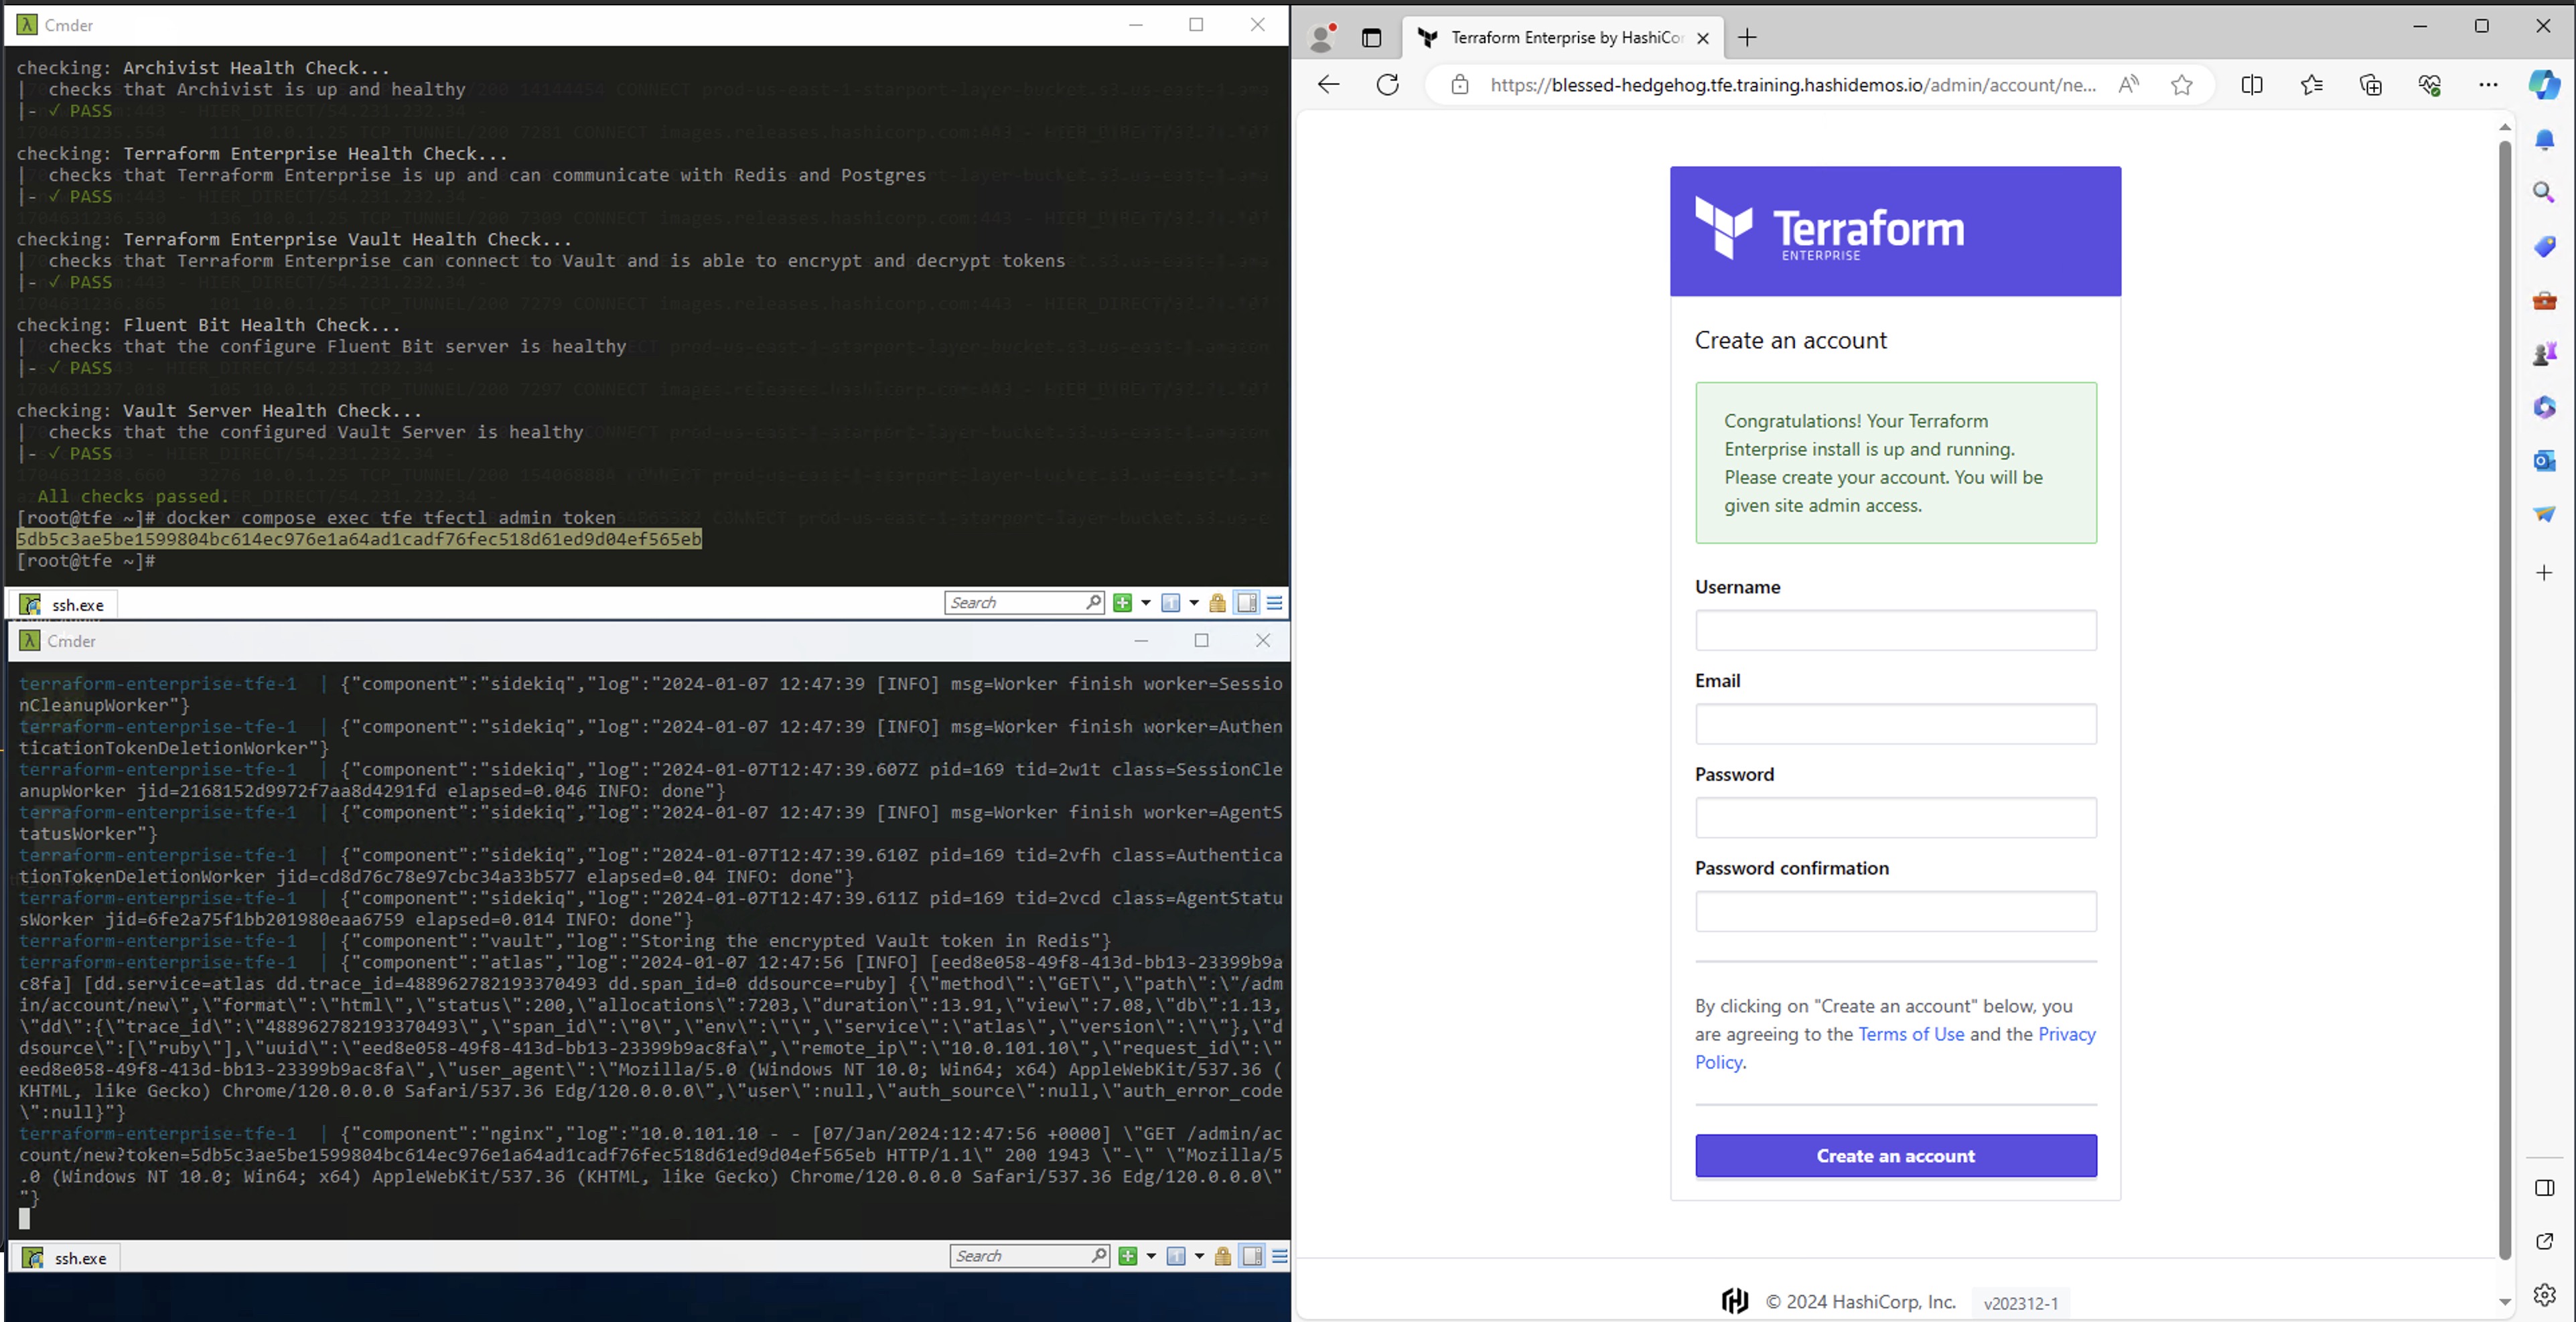 Cmder
checking: Archivist Health Check...
|  checks that Archivist is up and healthy
|- ✓ PASS
checking: Terraform Enterprise Health Check...
|  checks that Terraform Enterprise is up and can communicate with Redis and Postgres
|- ✓ PASS
checking: Terraform Enterprise Vault Health Check...
|  checks that Terraform Enterprise can connect to Vault and is able to encrypt and decrypt tokens
|- ✓ PASS
checking: Fluent Bit Health Check...
|  checks that the configure Fluent Bit server is healthy
|- ✓ PASS
checking: Vault Server Health Check...
|  checks that the configured Vault Server is healthy
|- ✓ PASS
All checks passed.
[root@tfe ~]# docker compose exec tfe tfectl admin token
5db5c3ae5be1599804bc614ec976e1a64ad1cadf76fec518d61ed9d04ef565eb
[root@tfe ~]#
ssh.exe
Search
Cmder
terraform-enterprise-tfe-1  | {"component":"sidekiq","log":"2024-01-07 12:47:39 [INFO] msg=Worker finish worker=Sessio
nCleanupWorker"}
terraform-enterprise-tfe-1  | {"component":"sidekiq","log":"2024-01-07 12:47:39 [INFO] msg=Worker finish worker=Authen
ticationTokenDeletionWorker"}
terraform-enterprise-tfe-1  | {"component":"sidekiq","log":"2024-01-07T12:47:39.607Z pid=169 tid=2w1t class=SessionCle
anupWorker jid=2168152d9972f7aa8d4291fd elapsed=0.046 INFO: done"}
terraform-enterprise-tfe-1  | {"component":"sidekiq","log":"2024-01-07 12:47:39 [INFO] msg=Worker finish worker=AgentS
tatusWorker"}
terraform-enterprise-tfe-1  | {"component":"sidekiq","log":"2024-01-07T12:47:39.610Z pid=169 tid=2vfh class=Authentica
tionTokenDeletionWorker jid=cd8d76c78e97cbc34a33b577 elapsed=0.04 INFO: done"}
terraform-enterprise-tfe-1  | {"component":"sidekiq","log":"2024-01-07T12:47:39.611Z pid=169 tid=2vcd class=AgentStatu
sWorker jid=6fe2a75f1bb201980eaa6759 elapsed=0.014 INFO: done"}
terraform-enterprise-tfe-1  | {"component":"vault","log":"Storing the encrypted Vault token in Redis"}
terraform-enterprise-tfe-1  | {"component":"atlas","log":"2024-01-07 12:47:56 [INFO] [eed8e058-49f8-413d-bb13-23399b9a
c8fa] [dd.service=atlas dd.trace_id=488962782193370493 dd.span_id=0 ddsource=ruby] {\"method\":\"GET\",\"path\":\"/adm
in/account/new\",\"format\":\"html\",\"status\":200,\"allocations\":7203,\"duration\":13.91,\"view\":7.08,\"db\":1.13,
\"dd\":{\"trace_id\":\"488962782193370493\",\"span_id\":\"0\",\"env\":\"\",\"service\":\"atlas\",\"version\":\"\"},\"d
dsource\":[\"ruby\"],\"uuid\":\"eed8e058-49f8-413d-bb13-23399b9ac8fa\",\"remote_ip\":\"10.0.101.10\",\"request_id\":\"
eed8e058-49f8-413d-bb13-23399b9ac8fa\",\"user_agent\":\"Mozilla/5.0 (Windows NT 10.0; Win64; x64) AppleWebKit/537.36 (
KHTML, like Gecko) Chrome/120.0.0.0 Safari/537.36 Edg/120.0.0.0\",\"user\":null,\"auth_source\":null,\"auth_error_code
\":null}"}
terraform-enterprise-tfe-1  | {"component":"nginx","log":"10.0.101.10 - - [07/Jan/2024:12:47:56 +0000] \"GET /admin/ac
count/new?token=5db5c3ae5be1599804bc614ec976e1a64ad1cadf76fec518d61ed9d04ef565eb HTTP/1.1\" 200 1943 \"-\" \"Mozilla/5
.0 (Windows NT 10.0; Win64; x64) AppleWebKit/537.36 (KHTML, like Gecko) Chrome/120.0.0.0 Safari/537.36 Edg/120.0.0.0\"
"}
ssh.exe
Search
Terraform Enterprise by HashiCor
https://blessed-hedgehog.tfe.training.hashidemos.io/admin/account/ne...
Terraform
ENTERPRISE
Create an account
Congratulations! Your Terraform
Enterprise install is up and running.
Please create your account. You will be
given site admin access.
Username
Email
Password
Password confirmation
By clicking on "Create an account" below, you
are agreeing to the Terms of Use and the Privacy
Policy.
Create an account
© 2024 HashiCorp, Inc.
v202312-1